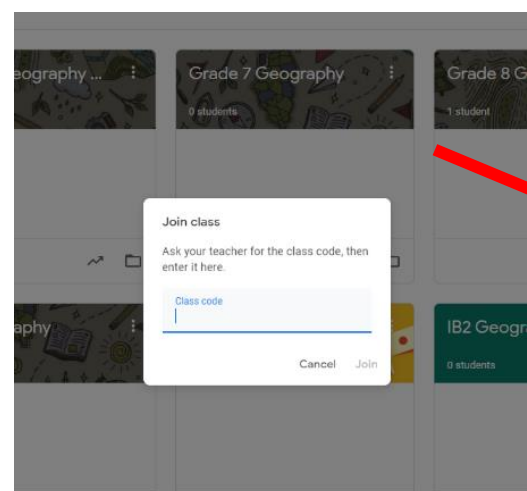 eography ...
Grade 7 Geography
0 students
Grade 8 G
1 student
Join class
Ask your teacher for the class code, then
enter it here.
Class code
Cancel Join
aphy
IB2 Geogr
0 students